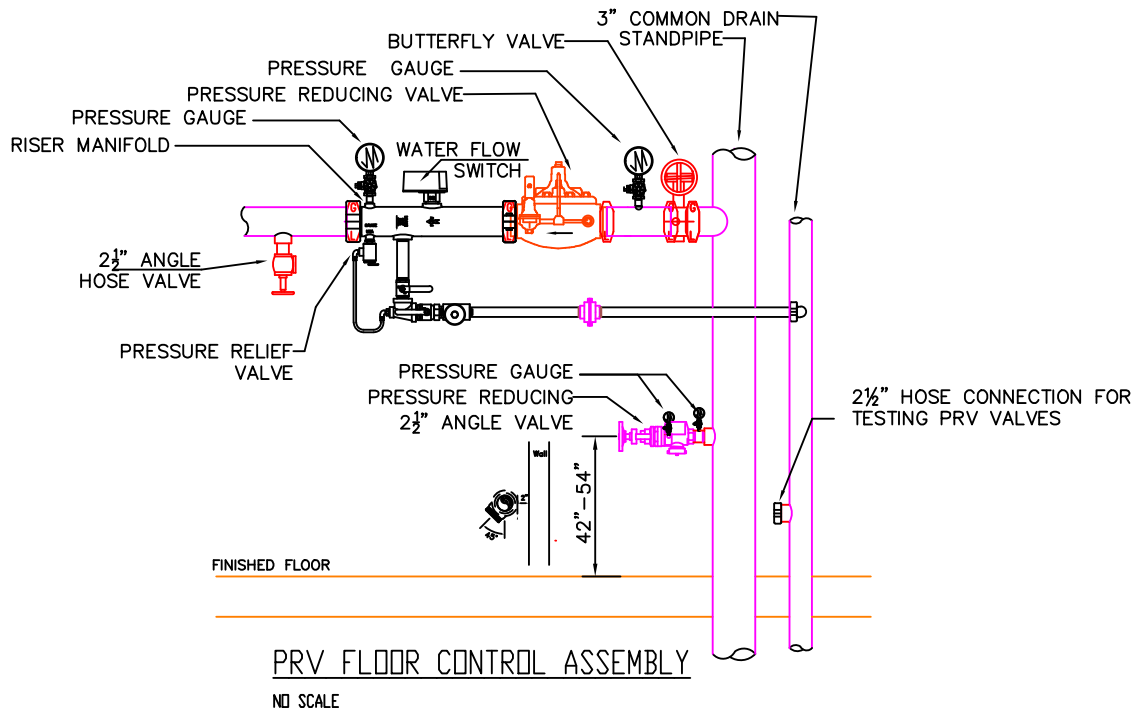 3" COMMON DRAIN
STANDPIPE
BUTTERFLY VALVE
PRESSURE GAUGE
PRESSURE REDUCING VALVE
PRESSURE GAUGE
RISER MANIFOLD
WATER FLOW
SWITCH
2½" ANGLE
HOSE VALVE
PRESSURE RELIEF
VALVE
PRESSURE GAUGE
PRESSURE REDUCING
2½" ANGLE VALVE
2½" HOSE CONNECTION FOR
TESTING PRV VALVES
Wall
2"
45°
42"-54"
FINISHED FLOOR
PRV FLOOR CONTROL ASSEMBLY
NO SCALE